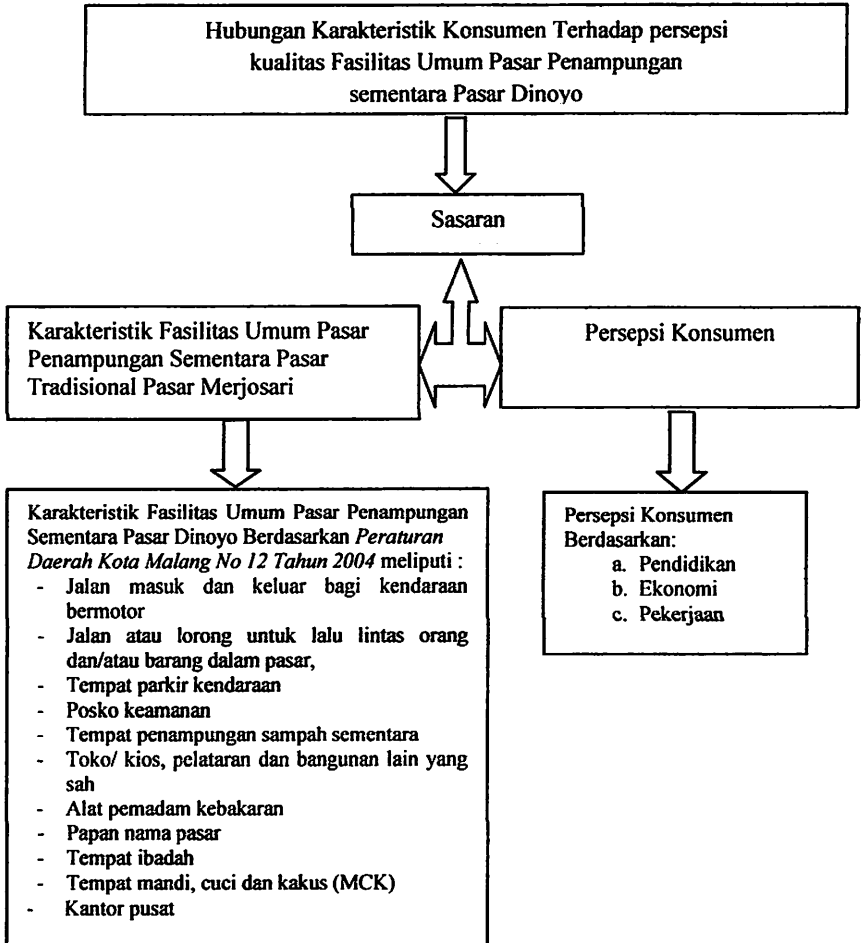 Hubungan Karakteristik Konsumen Terhadap persepsi
kualitas Fasilitas Umum Pasar Penampungan
sementara Pasar Dinoyo
Sasaran
Karakteristik Fasilitas Umum Pasar
Penampungan Sementara Pasar
Tradisional Pasar Merjosari
Persepsi Konsumen
Karakteristik Fasilitas Umum Pasar Penampungan
Sementara Pasar Dinoyo Berdasarkan Peraturan
Daerah Kota Malang No 12 Tahun 2004 meliputi :
- Jalan masuk dan keluar bagi kendaraan
bermotor
- Jalan atau lorong untuk lalu lintas orang
dan/atau barang dalam pasar,
- Tempat parkir kendaraan
- Posko keamanan
- Tempat penampungan sampah sementara
- Toko/ kios, pelataran dan bangunan lain yang
sah
- Alat pemadam kebakaran
- Papan nama pasar
- Tempat ibadah
- Tempat mandi, cuci dan kakus (MCK)
- Kantor pusat
Persepsi Konsumen
Berdasarkan:
a. Pendidikan
b. Ekonomi
c. Pekerjaan